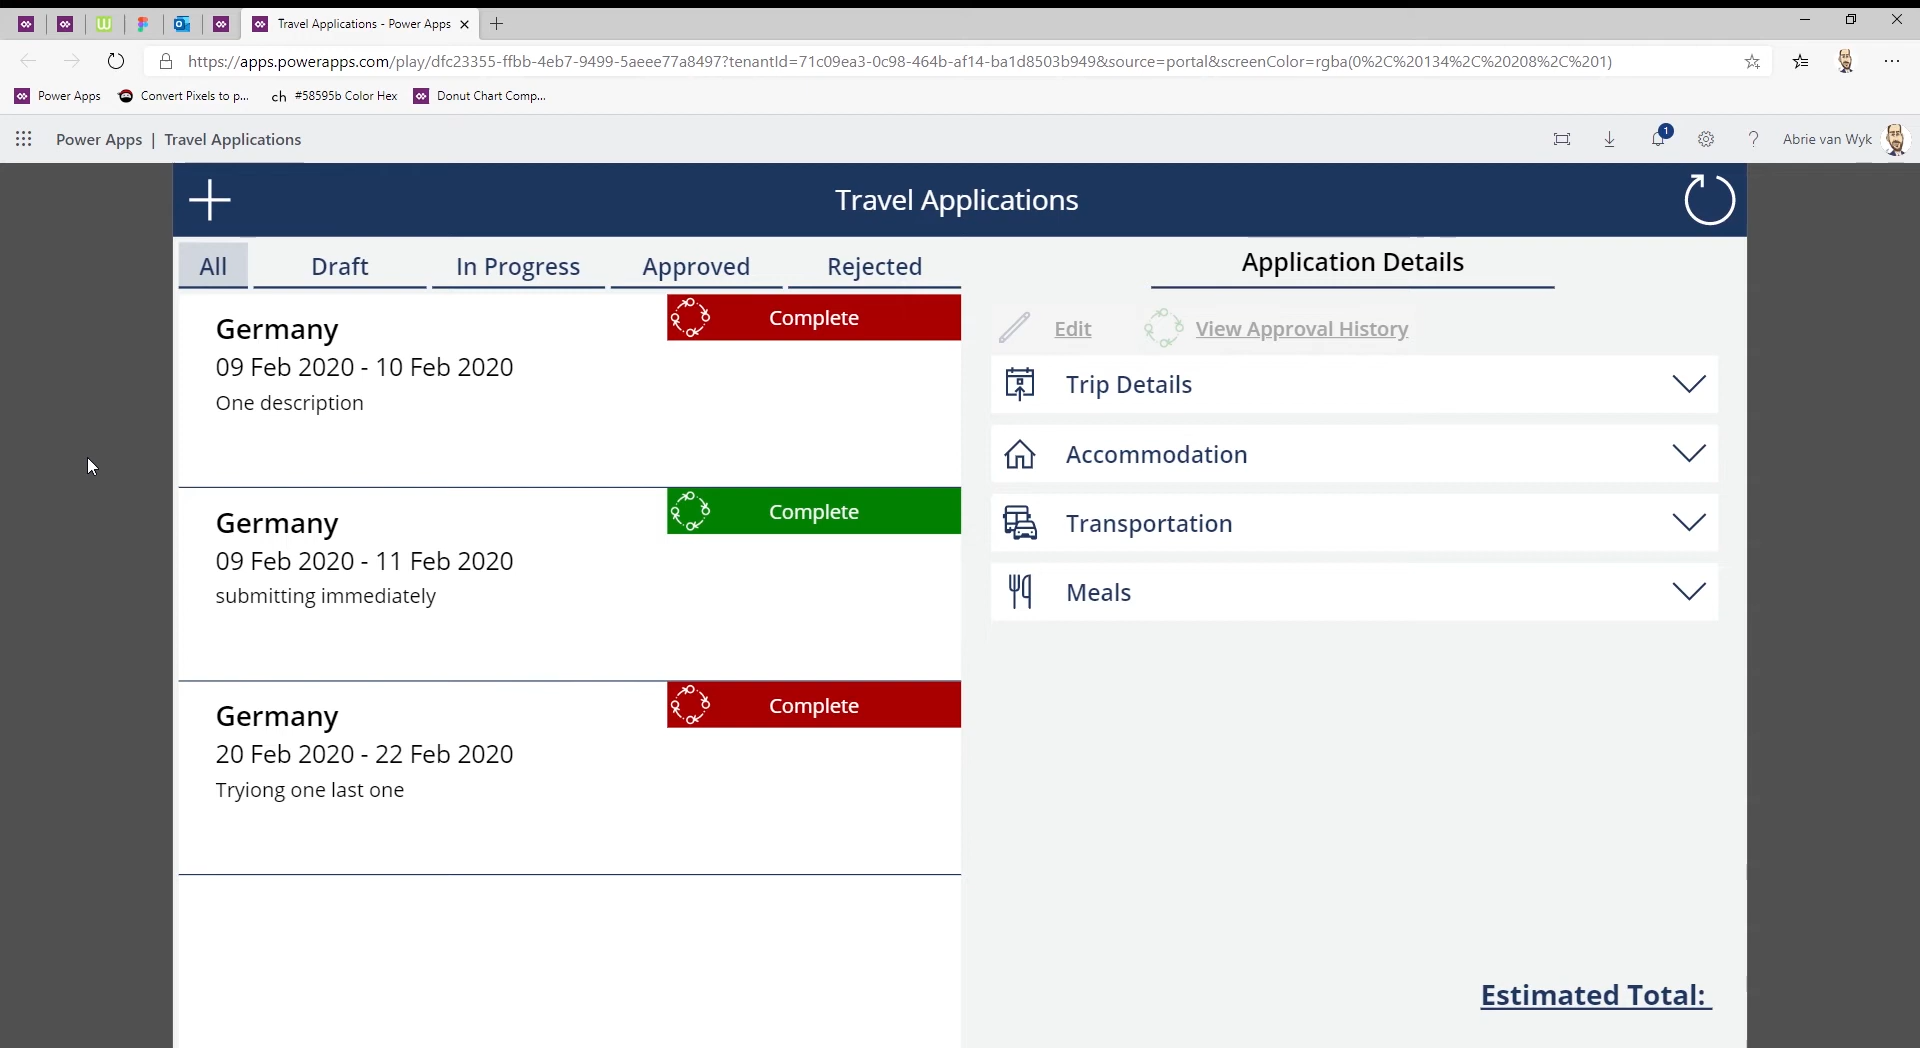 Travel Applications - Power Apps
https://apps.powerapps.com/play/dfc23355-ffbb-4eb7-9499-5aeee77a8497?tenantId=71c09ea3-0c98-464b-af14-ba1d8503b949&source=portal&screenColor=rgba(0%2C%20134%2C%20208%2C%201)
Power Apps
Convert Pixels to p...
ch #58595b Color Hex
Donut Chart Comp...
Power Apps | Travel Applications
1
?
Abrie van Wyk
Travel Applications
All
Draft
In Progress
Approved
Rejected
Application Details
Germany
Complete
09 Feb 2020 - 10 Feb 2020
One description
Germany
Complete
09 Feb 2020 - 11 Feb 2020
submitting immediately
Germany
Complete
20 Feb 2020 - 22 Feb 2020
Tryiong one last one
Edit
View Approval History
Trip Details
Accommodation
Transportation
Meals
Estimated Total: